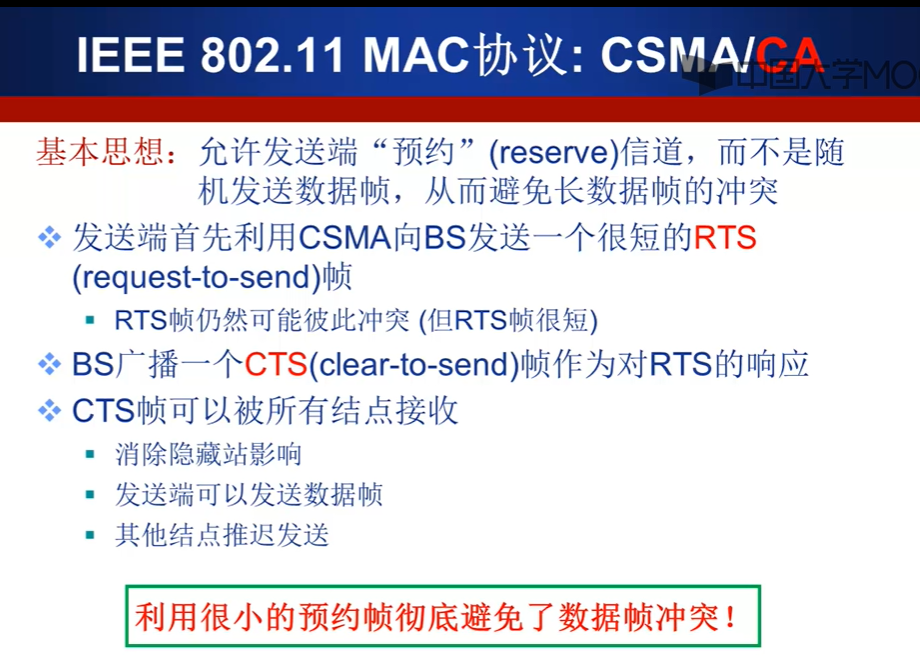 IEEE 802.11 MAC协议: CSMA/CA
中国大学MO
基本思想：允许发送端“预约”(reserve)信道，而不是随
机发送数据帧，从而避免长数据帧的冲突
发送端首先利用CSMA向BS发送一个很短的RTS
(request-to-send)帧
RTS帧仍然可能彼此冲突 (但RTS帧很短)
BS广播一个CTS(clear-to-send)帧作为对RTS的响应
CTS帧可以被所有结点接收
消除隐藏站影响
发送端可以发送数据帧
其他结点推迟发送
利用很小的预约帧彻底避免了数据帧冲突！